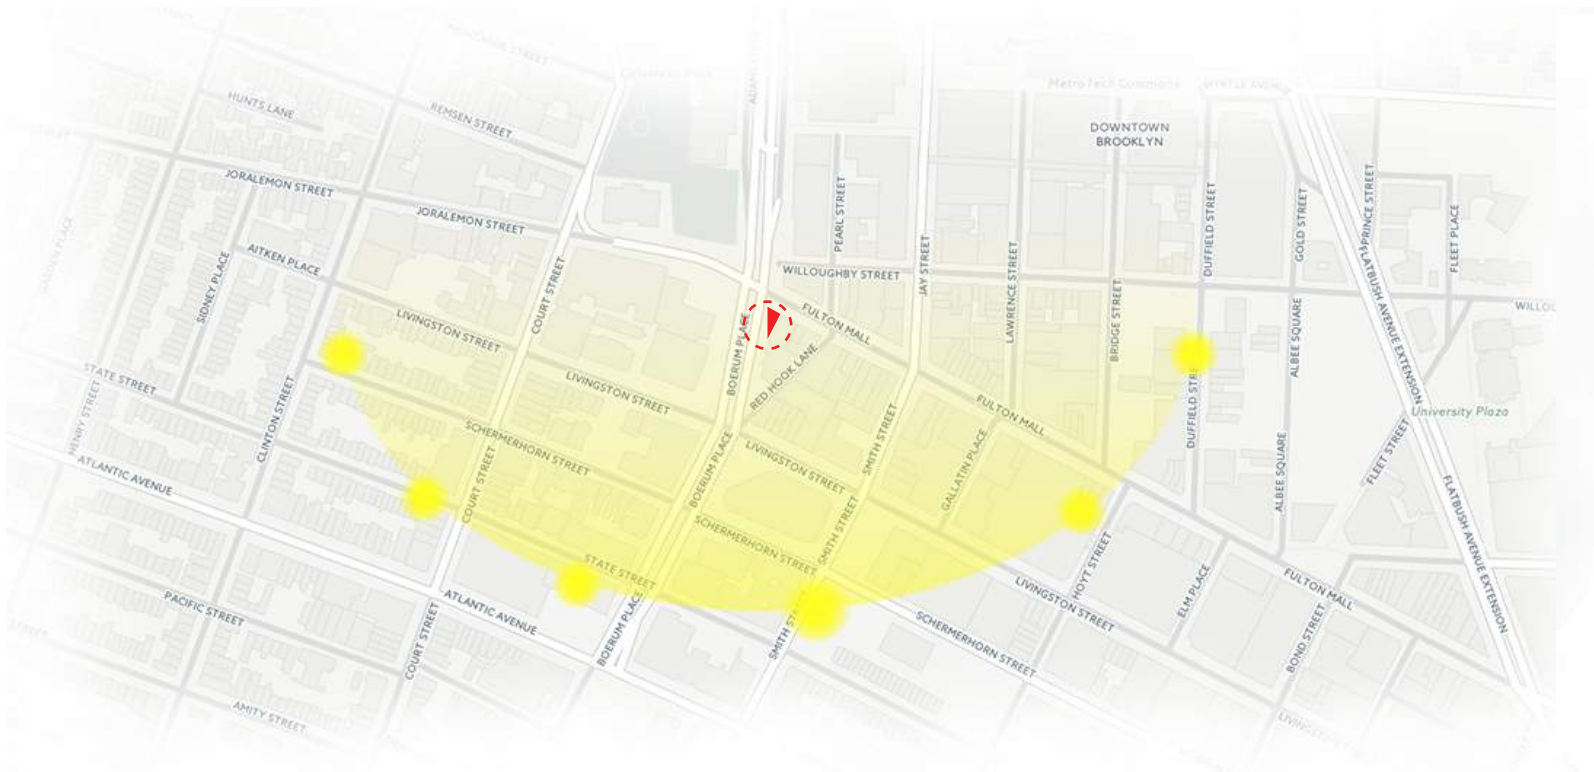 HUNTS LANE
REMSEN STREET
MetroTech Commons
MYRTLE AVENUE
DOWNTOWN
BROOKLYN
JORALEMON STREET
JORALEMON STREET
PEARL STREET
DUFFIELD STREET
GOLD STREET
PRINCE STREET
FLEET PLACE
AITKEN PLACE
SIDNEY PLACE
COURT STREET
WILLOUGHBY STREET
JAY STREET
LAWRENCE STREET
BRIDGE STREET
FLATBUSH AVENUE EXTENSION
WILLOU
LIVINGSTON STREET
BOERUM PLACE
FULTON MALL
ALBEE SQUARE
RED HOOK LANE
STATE STREET
LIVINGSTON STREET
HENRY STREET
CLINTON STREET
SCHERMERHORN STREET
SMITH STREET
FULTON MALL
DUFFIELD STRE
University Plaza
ATLANTIC AVENUE
COURT STREET
BOERUM PLACE
LIVINGSTON STREET
GALLATIN PLACE
ALBEE SQUARE
FLEET STREET
SCHERMERHORN STREET
SMITH STREET
FLATBUSH AVENUE EXTENSION
STATE STREET
HOYT STREET
PACIFIC STREET
ATLANTIC AVENUE
COURT STREET
BOERUM PLACE
SMITH ST
LIVINGSTON STREET
ELM PLACE
FULTON MALL
SCHERMERHORN STREET
BOND STREET
AMITY STREET